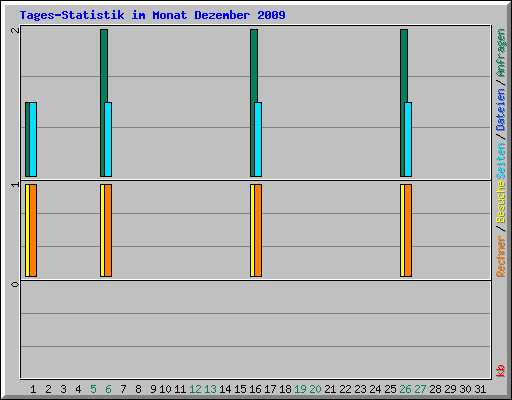 Tages-Statistik im Monat Dezember 2009
2
1
0
Rechner / Besuche Seiten / Dateien / Anfragen
kb
1 2 3 4 5 6 7 8 9 10 11 12 13 14 15 16 17 18 19 20 21 22 23 24 25 26 27 28 29 30 31